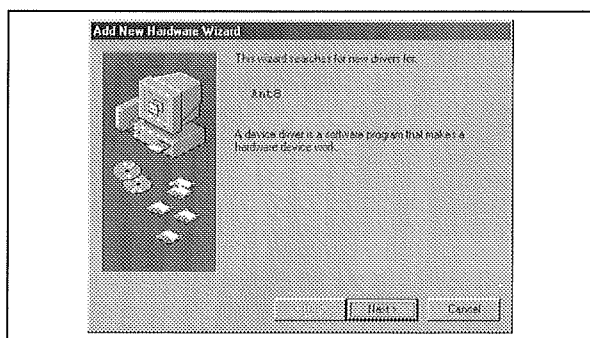 Add New Hardware Wizard
This wizard searches for new drivers for:
Ant8
A device driver is a software program that makes a
hardware device work.
Next >
Cancel